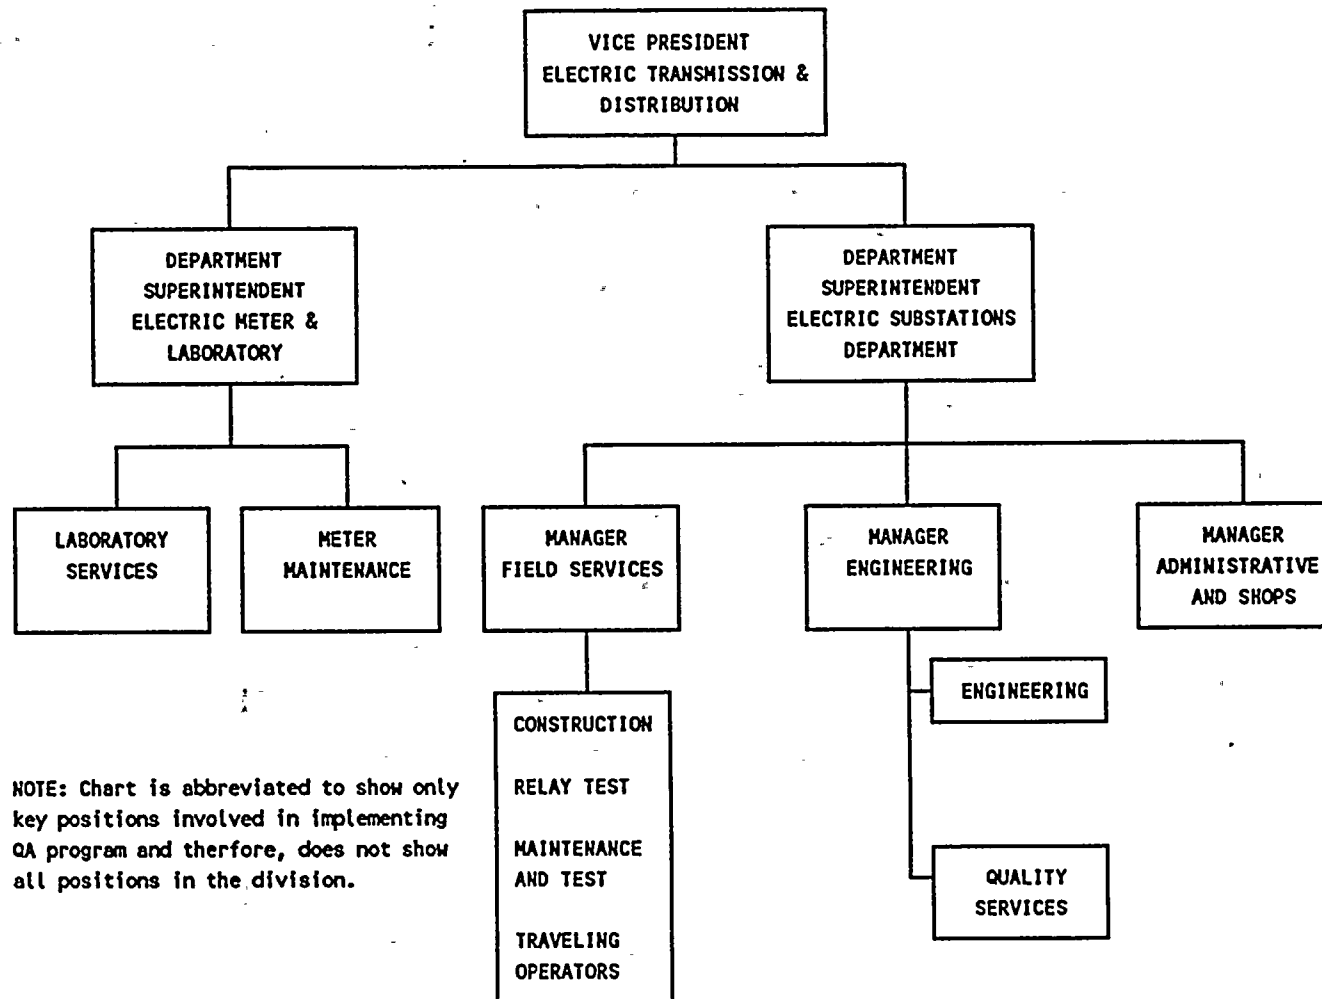 VICE PRESIDENT
ELECTRIC TRANSMISSION &
DISTRIBUTION
DEPARTMENT
SUPERINTENDENT
ELECTRIC METER &
LABORATORY
DEPARTMENT
SUPERINTENDENT
ELECTRIC SUBSTATIONS
DEPARTMENT
LABORATORY
SERVICES
METER
MAINTENANCE
MANAGER
FIELD SERVICES
MANAGER
ENGINEERING
MANAGER
ADMINISTRATIVE
AND SHOPS
CONSTRUCTION
RELAY TEST
MAINTENANCE
AND TEST
TRAVELING
OPERATORS
ENGINEERING
QUALITY
SERVICES
NOTE: Chart is abbreviated to show only
key positions involved in implementing
QA program and therfore, does not show
all positions in the division.